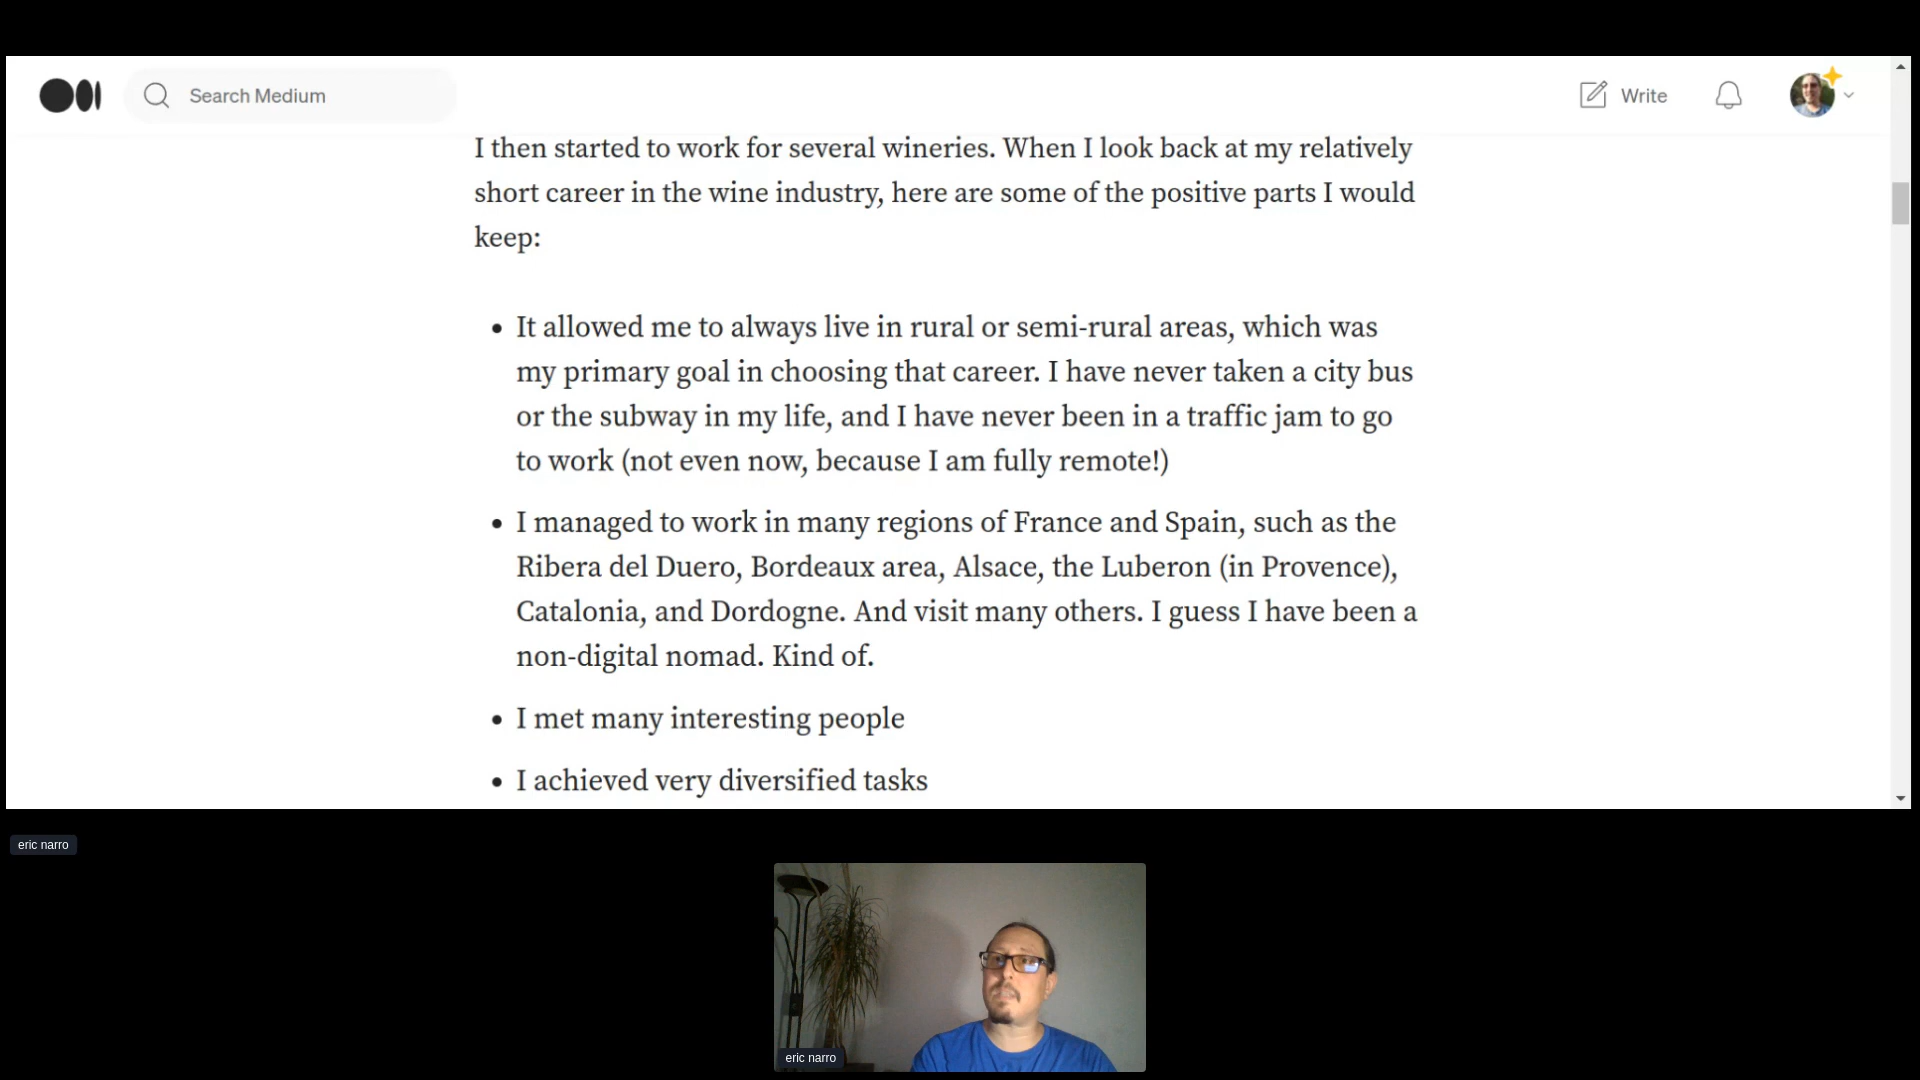 Search Medium
Write
I then started to work for several wineries. When I look back at my relatively
short career in the wine industry, here are some of the positive parts I would
keep:
• It allowed me to always live in rural or semi-rural areas, which was
my primary goal in choosing that career. I have never taken a city bus
or the subway in my life, and I have never been in a traffic jam to go
to work (not even now, because I am fully remote!)
• I managed to work in many regions of France and Spain, such as the
Ribera del Duero, Bordeaux area, Alsace, the Luberon (in Provence),
Catalonia, and Dordogne. And visit many others. I guess I have been a
non-digital nomad. Kind of.
• I met many interesting people
• I achieved very diversified tasks
eric narro
eric narro